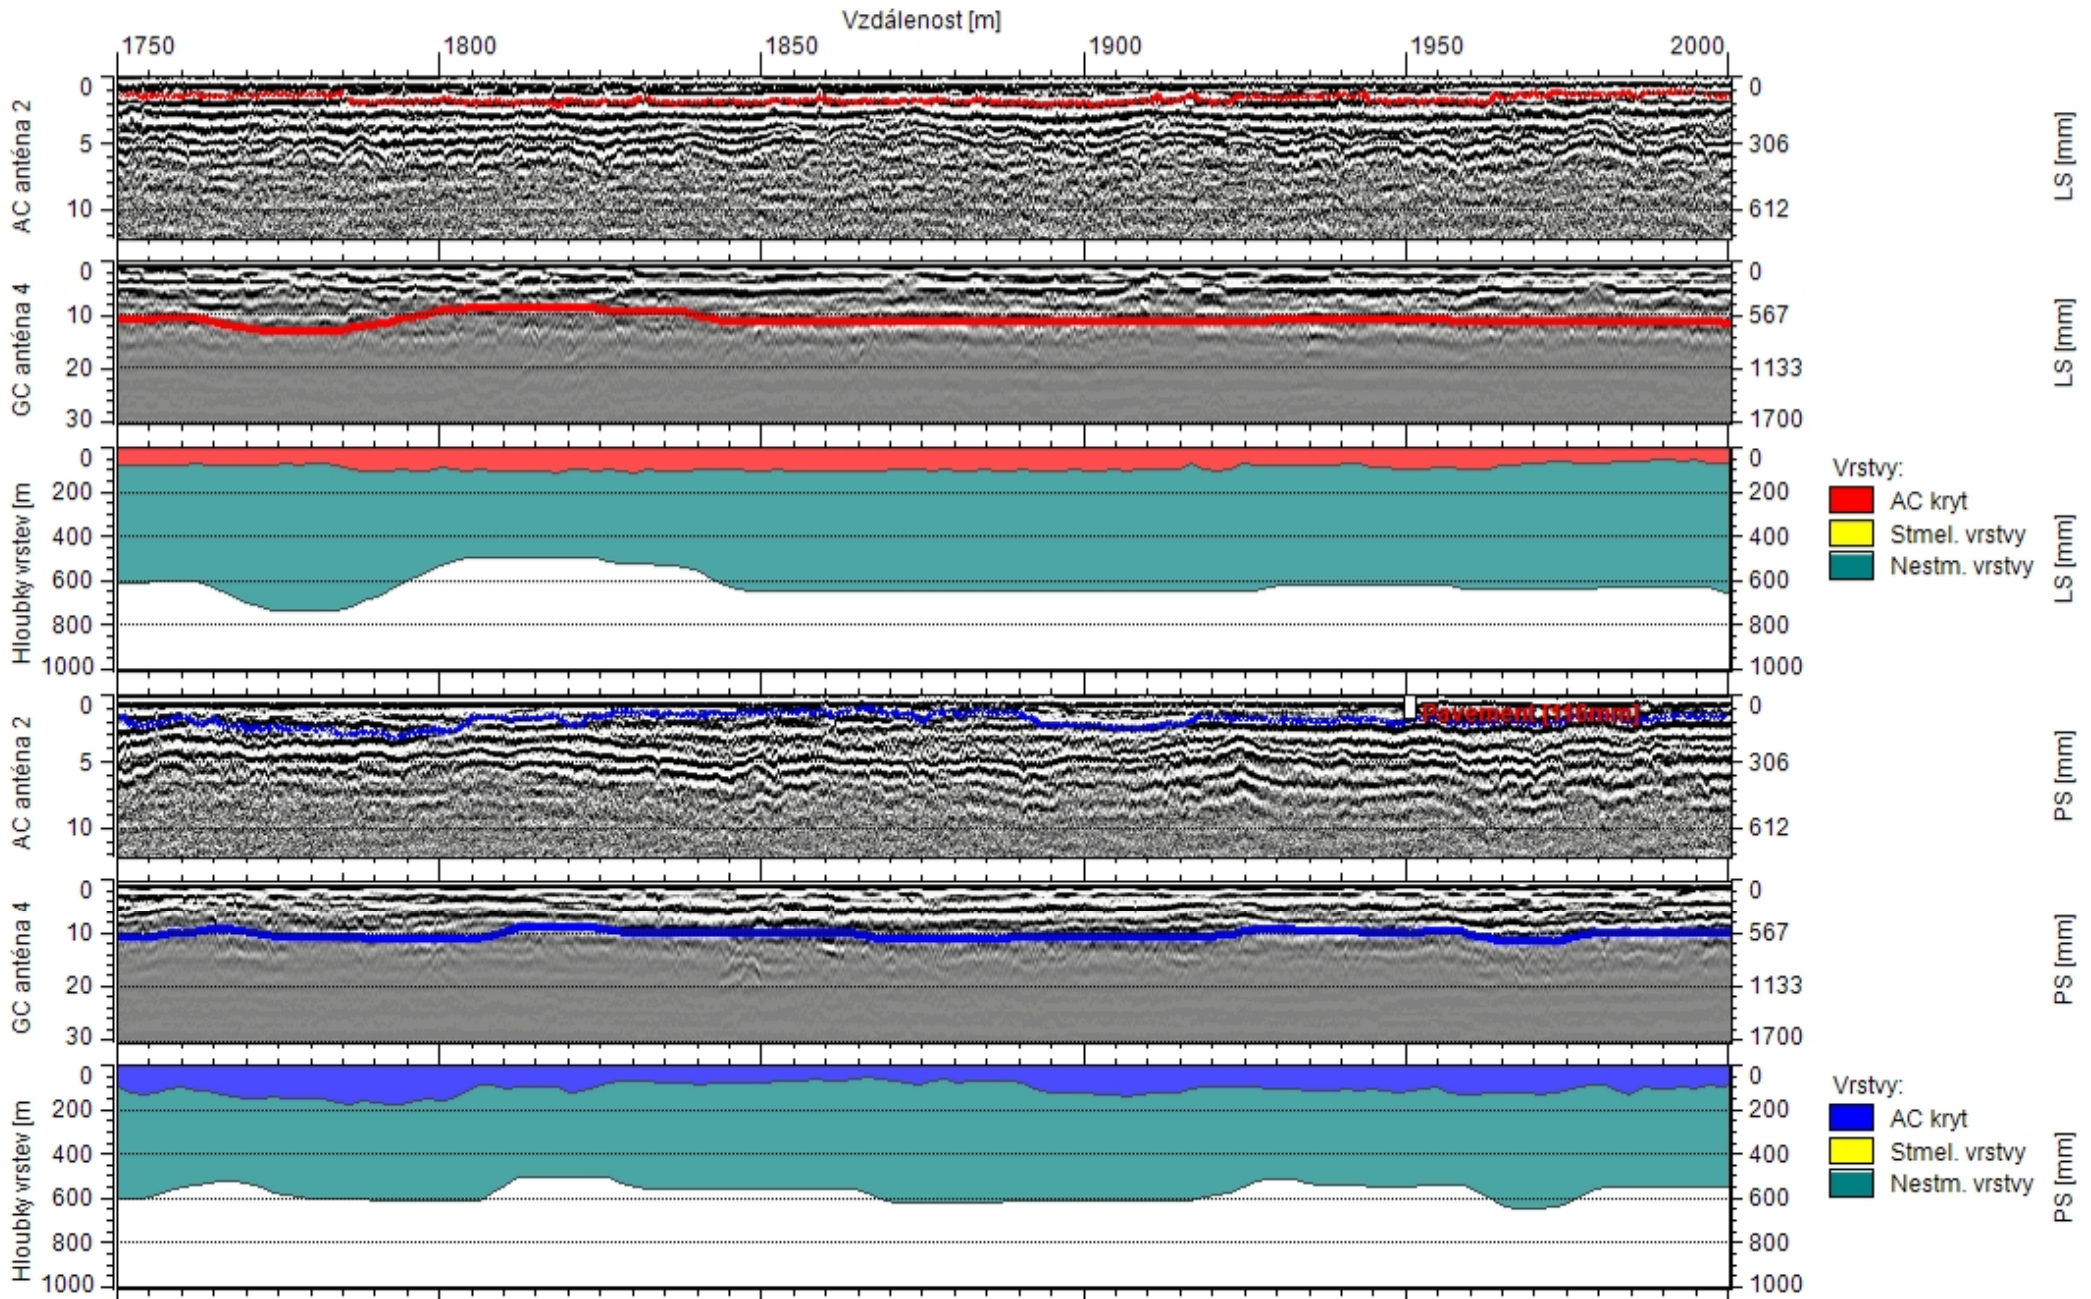 Vzdálenost [m]
1750 1800 1850 1900 1950 2000
AC anténa 2
0
5
10
0
306
612
LS [mm]
GC anténa 4
0
10
20
30
0
567
1133
1700
LS [mm]
Hloubky vrstev [m
0
200
400
600
800
1000
0
200
400
600
800
1000
LS [mm]
Vrstvy:
AC kryt
Stmel. vrstvy
Nestm. vrstvy
AC anténa 2
0
5
10
Pavement [116mm]
0
306
612
PS [mm]
GC anténa 4
0
10
20
30
0
567
1133
1700
PS [mm]
Hloubky vrstev [m
0
200
400
600
800
1000
0
200
400
600
800
1000
PS [mm]
Vrstvy:
AC kryt
Stmel. vrstvy
Nestm. vrstvy